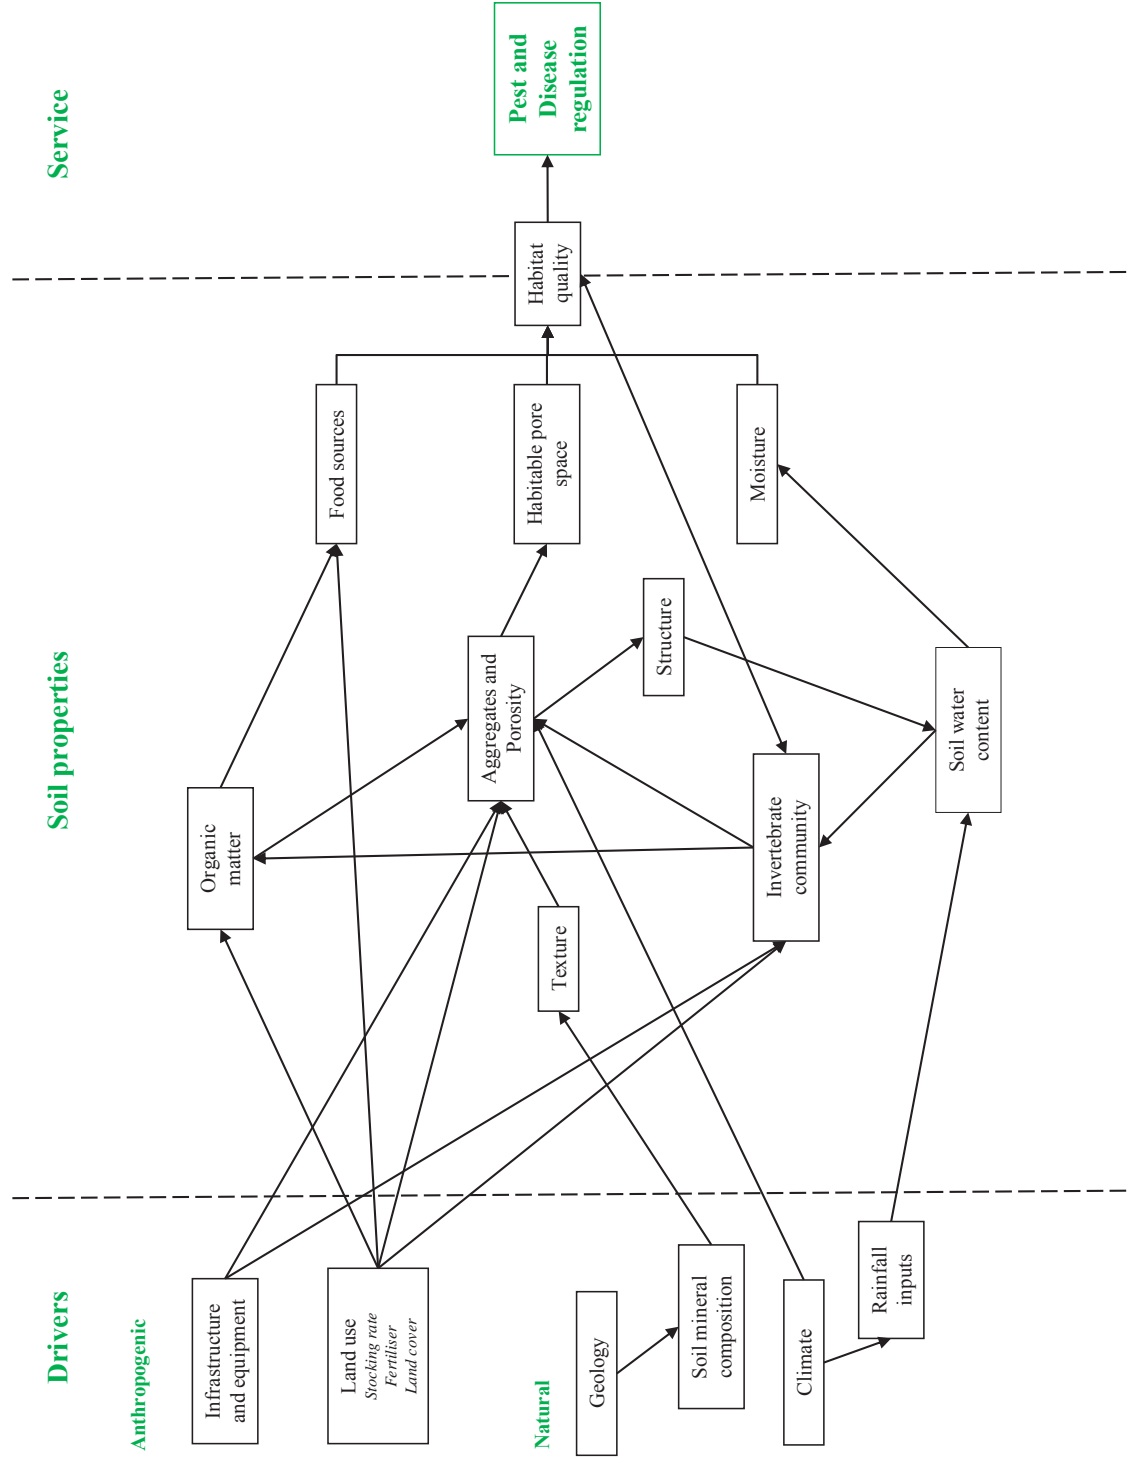 Drivers
Soil properties
Service
Anthropogenic
Infrastructure
and equipment
Land use
Stocking rate
Fertiliser
Land cover
Natural
Geology
Soil mineral
composition
Climate
Rainfall
inputs
Organic
matter
Texture
Aggregates and
Porosity
Structure
Invertebrate
community
Soil water
content
Food sources
Habitable pore
space
Moisture
Habitat
quality
Pest and
Disease
regulation